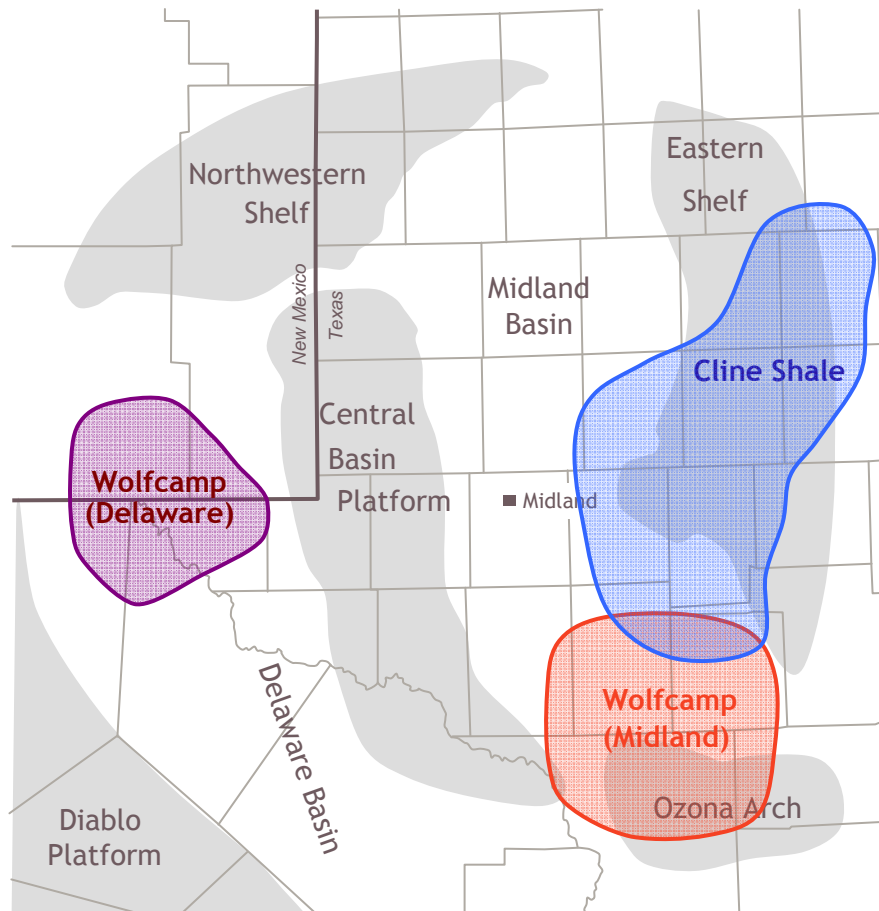 Eastern
Shelf
Northwestern
Shelf
New Mexico
Texas
Midland
Basin
Cline Shale
Central
Basin
Platform
Wolfcamp
(Delaware)
Midland
Delaware Basin
Wolfcamp
(Midland)
Ozona Arch
Diablo
Platform